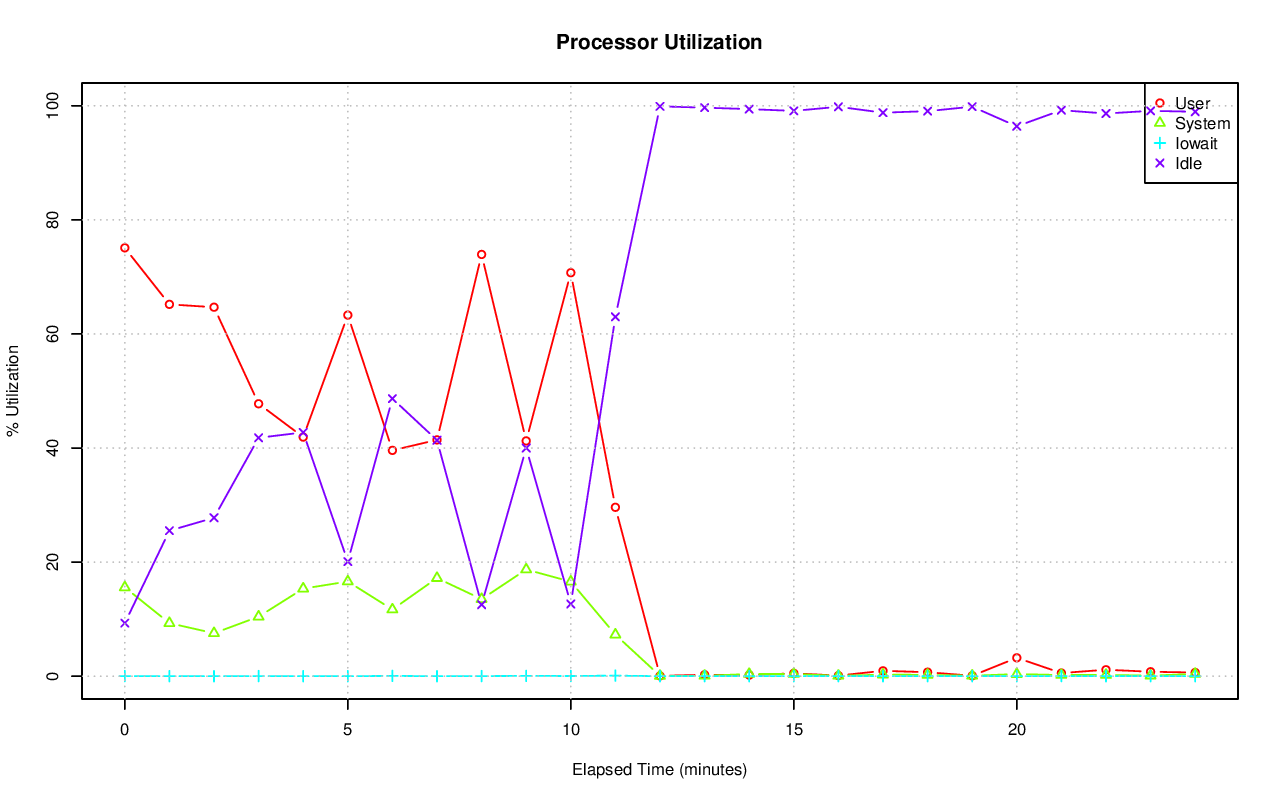 Processor Utilization
100
80
60
40
20
0
% Utilization
User
System
Iowait
Idle
0 5 10 15 20
Elapsed Time (minutes)